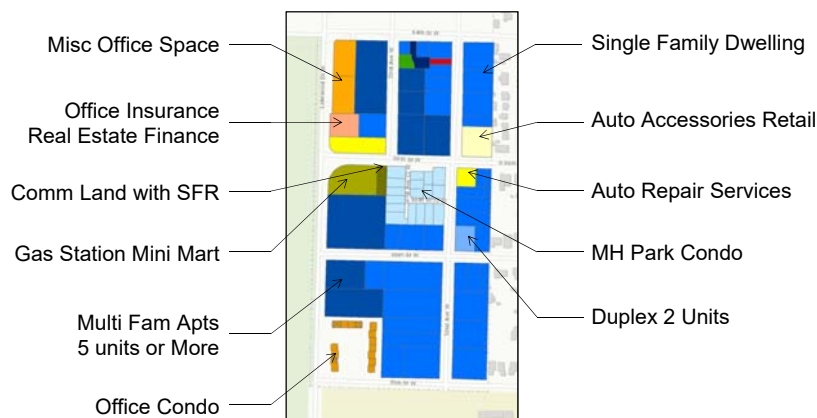 Misc Office Space
Office Insurance
Real Estate Finance
Comm Land with SFR
Gas Station Mini Mart
Multi Fam Apts
5 units or More
Office Condo
Single Family Dwelling
Auto Accessories Retail
Auto Repair Services
MH Park Condo
Duplex 2 Units